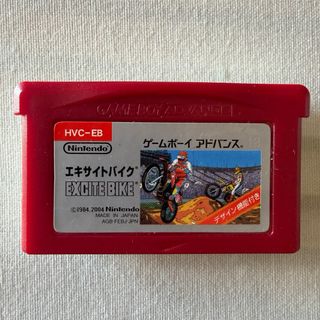 GAME BOY ADVANCE
HVC-EB
Nintendo
ゲームボーイ アドバンス
エキサイトバイク
EXCITE BIKE
©1984,2004 Nintendo
MADE IN JAPAN
AGB-FEBJ-JPN
デザイン機能付き